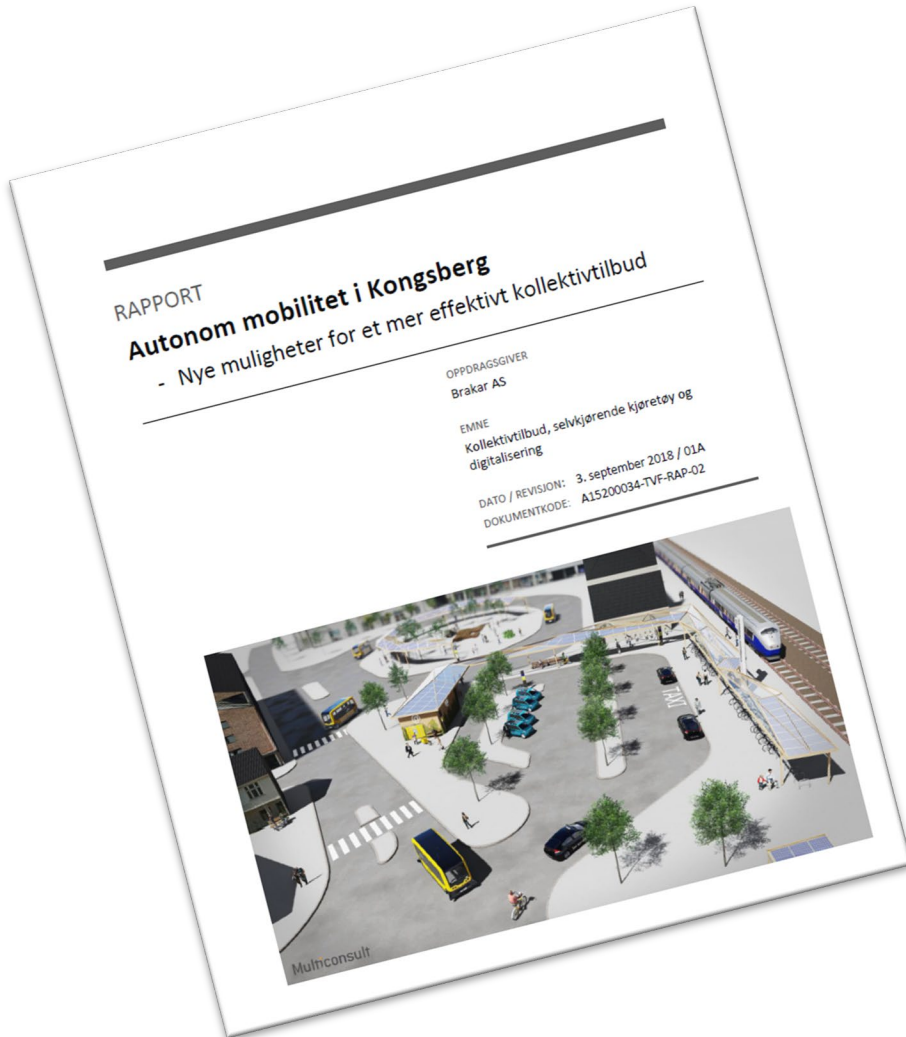 RAPPORT
Autonom mobilitet i Kongsberg
- Nye muligheter for et mer effektivt kollektivtilbud
OPPDRAGSGIVER
Brakar AS
EMNE
Kollektivtilbud, selvkjørende kjøretøy og
digitalisering
DATO / REVISJON: 3. september 2018 / 01A
DOKUMENTKODE: A15200034-TVF-RAP-02
TAXI
Multiconsult